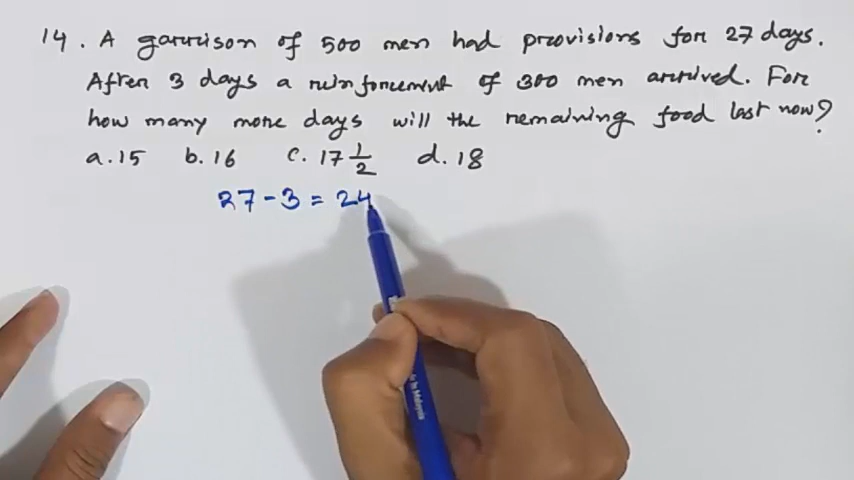 14. A garrison of 500 men had provisions for 27 days.
After 3 days a reinforcement of 300 men arrived. For
how many more days will the remaining food last now?
a. 15 b. 16 c. 17 1/2 d. 18
27 - 3 = 24